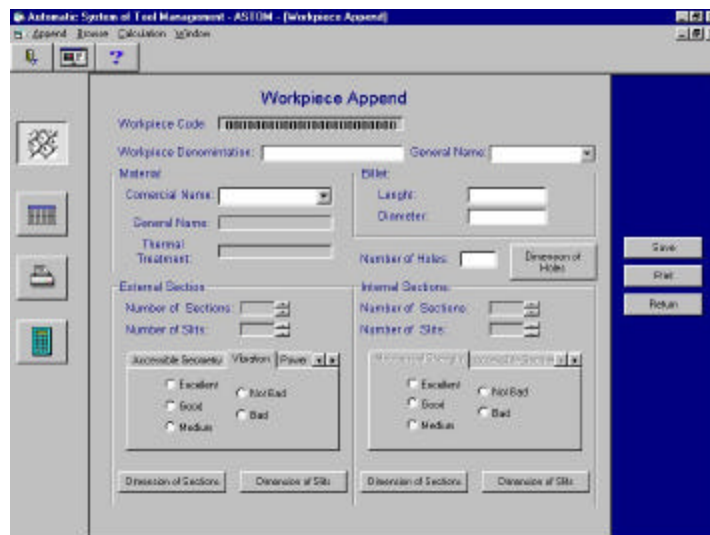 Automatic System of Tool Management - ASTOM - [Workpiece Append]
Append Browse Calculation Window
Workpiece Append
Workpiece Code
Workpiece Denomination: General Name:
Material
Comercial Name:
General Name:
Thermal
Treatment:
Billet:
Lenght:
Diameter:
Number of Holes:
Dimension of
Holes
Save
Print
Return
External Section
Number of Sections:
Number of Slits:
Accessible Geometry Vibration Power
Excellent
Good
Medium
Not Bad
Bad
Dimension of Sections
Dimension of Slits
Internal Sections:
Number of Sections:
Number of Slits:
Excellent
Good
Medium
Not Bad
Bad
Dimension of Sections
Dimension of Slits